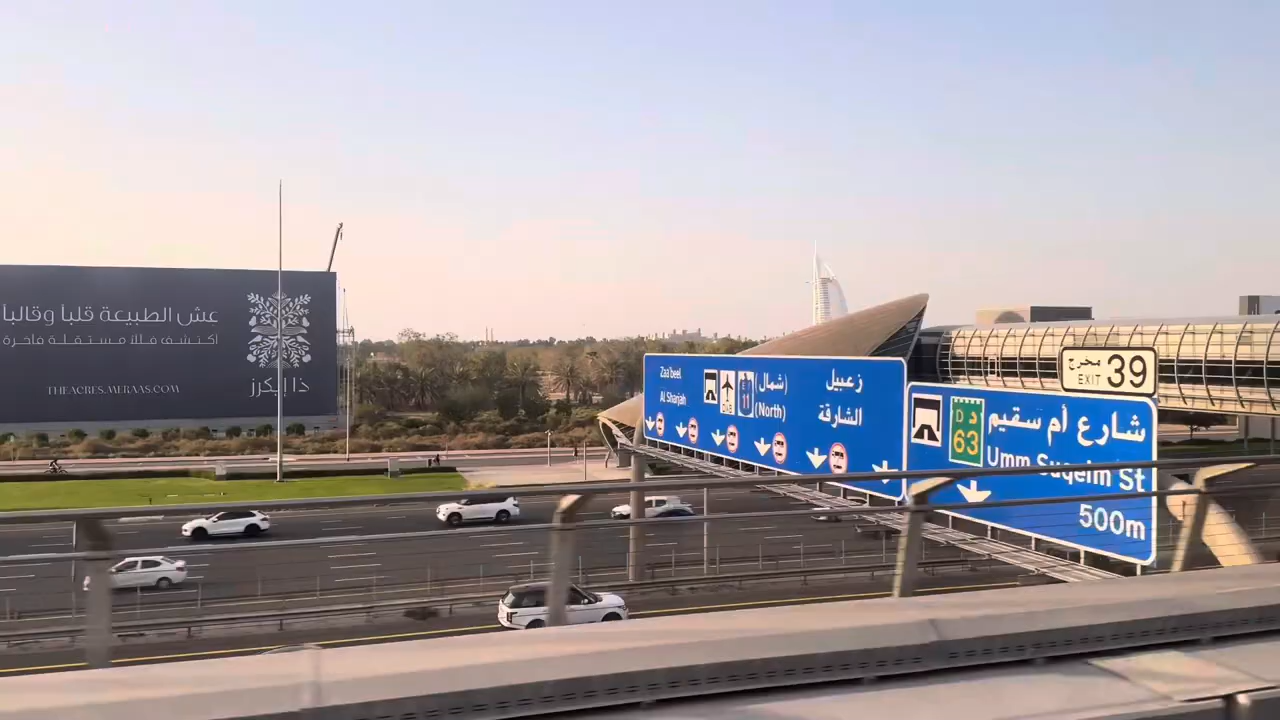 عش الطبيعة قلباً وقالباً
اكتشف فللاً مستقلة فاخرة
THEACRES.MERAAS.COM
ذا إيكرز
Zaa'beel
Al Sharjah
DXB
E 11
(شمال)
(North)
زعبيل
الشارقة
مخرج
EXIT
39
D د
63
شارع أم سقيم
Umm Suqeim St
500m